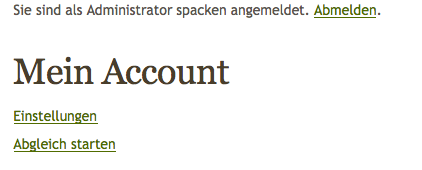 Sie sind als Administrator spacken angemeldet. Abmelden.
Mein Account
Einstellungen
Abgleich starten